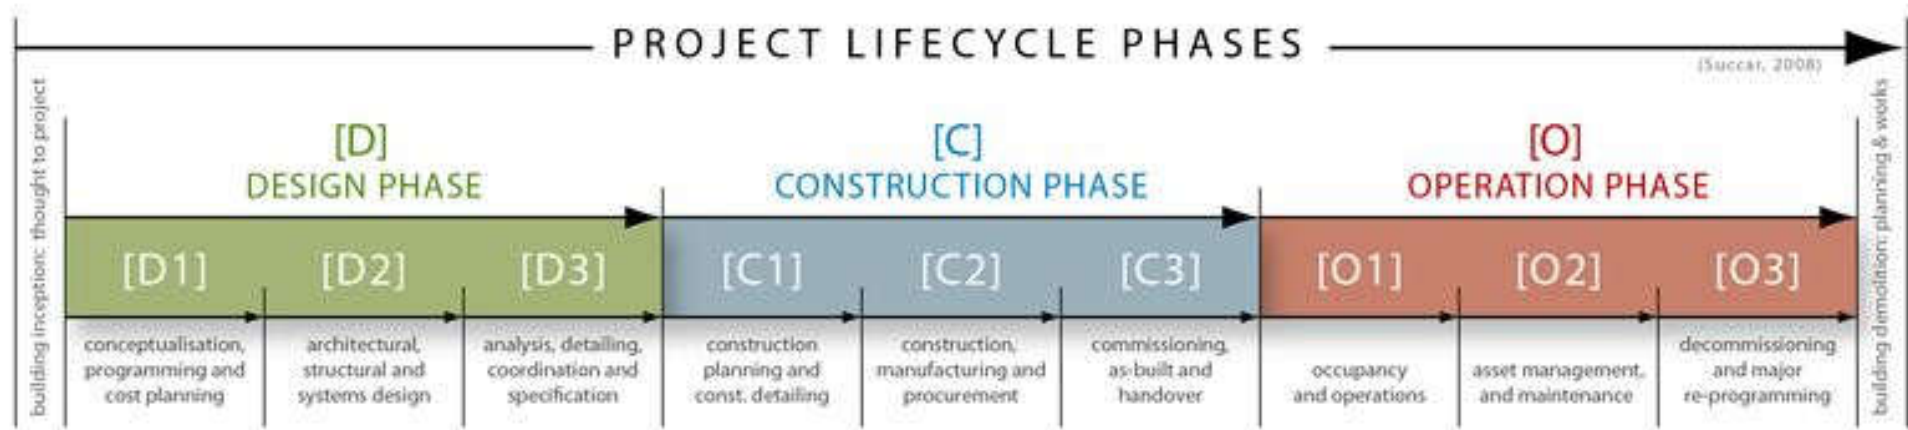 PROJECT LIFECYCLE PHASES
(Succar, 2008)
building inception: thought to project
[D]
DESIGN PHASE
[C]
CONSTRUCTION PHASE
[O]
OPERATION PHASE
[D1]
[D2]
[D3]
[C1]
[C2]
[C3]
[O1]
[O2]
[O3]
conceptualisation,
programming and
cost planning
architectural,
structural and
systems design
analysis, detailing,
coordination and
specification
construction
planning and
const. detailing
construction,
manufacturing and
procurement
commissioning,
as-built and
handover
occupancy
and operations
asset management,
and maintenance
decommissioning
and major
re-programming
building demolition: planning & works